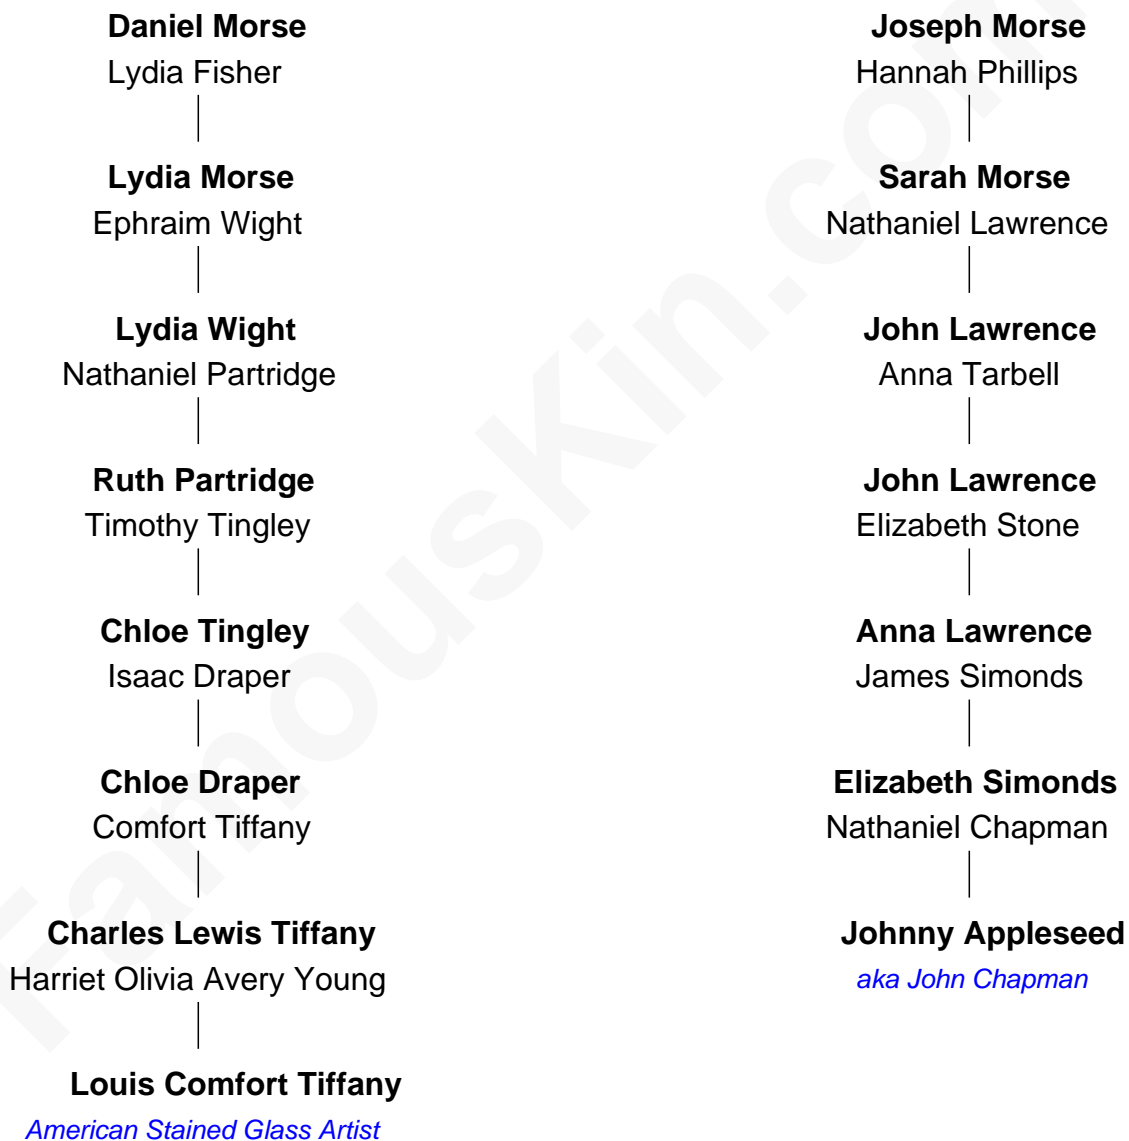 Daniel Morse
Lydia Fisher
Lydia Morse
Ephraim Wight
Lydia Wight
Nathaniel Partridge
Ruth Partridge
Timothy Tingley
Chloe Tingley
Isaac Draper
Chloe Draper
Comfort Tiffany
Charles Lewis Tiffany
Harriet Olivia Avery Young
Louis Comfort Tiffany
American Stained Glass Artist
Joseph Morse
Hannah Phillips
Sarah Morse
Nathaniel Lawrence
John Lawrence
Anna Tarbell
John Lawrence
Elizabeth Stone
Anna Lawrence
James Simonds
Elizabeth Simonds
Nathaniel Chapman
Johnny Appleseed
aka John Chapman
FamousKin.com